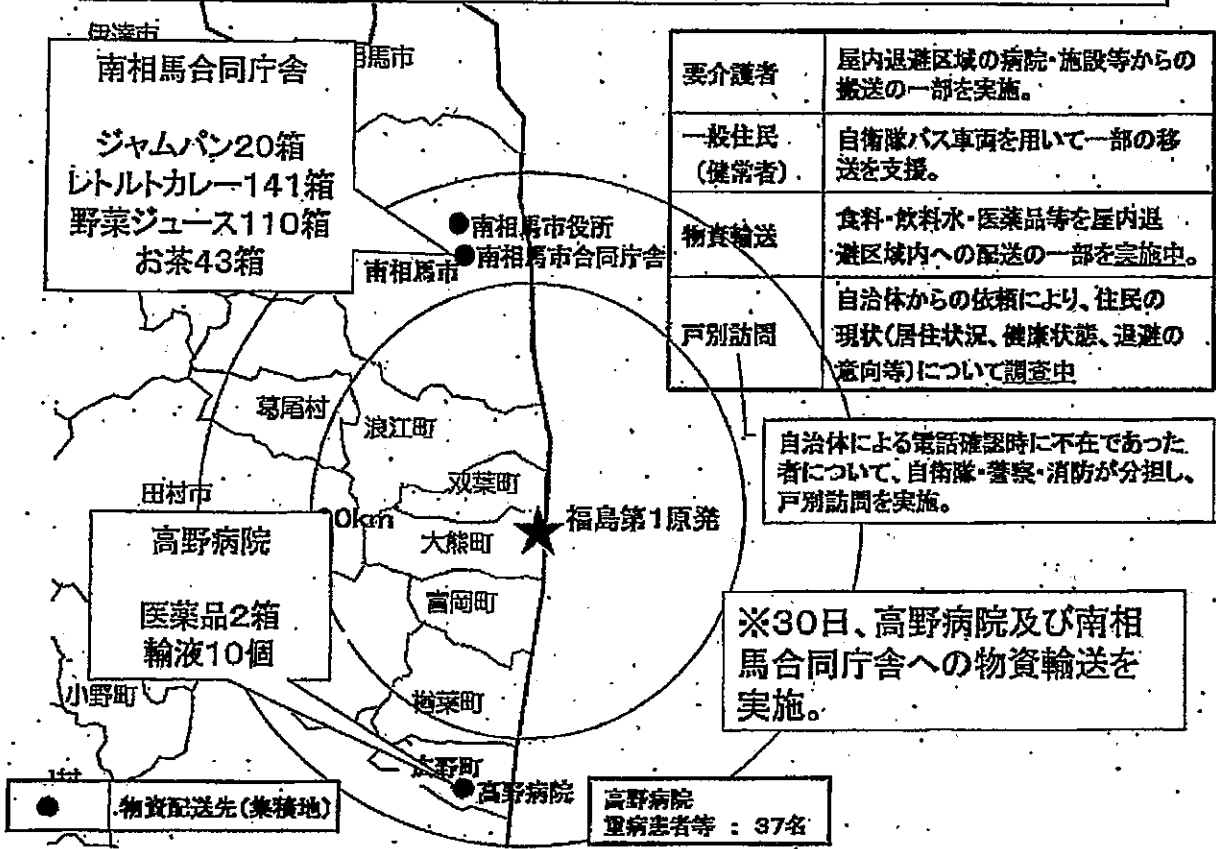 伊達市
南相馬合同庁舎
ジャムパン20箱
レトルトカレー141箱
野菜ジュース110箱
お茶43箱
馬市
要介護者
屋内退避区域の病院・施設等からの
搬送の一部を実施。
一般住民
(健常者)
自衛隊バス車両を用いて一部の移
送を支援。
物資輸送
食料・飲料水・医薬品等を屋内退
避区域内への配送の一部を実施中。
戸別訪問
自治体からの依頼により、住民の
現状(居住状況、健康状態、退避の
意向等)について調査中
南相馬市役所
南相馬市合同庁舎
南相馬市
葛尾村
浪江町
自治体による電話確認時に不在であった
者について、自衛隊・警察・消防が分担し、
戸別訪問を実施。
田村市
双葉町
0km
大熊町
福島第1原発
高野病院
医薬品2箱
輸液10個
富岡町
※30日、高野病院及び南相
馬合同庁舎への物資輸送を
実施。
小野町
楢葉町
広野町
高野病院
物資配送先(集積地)
高野病院
重病患者等 : 37名